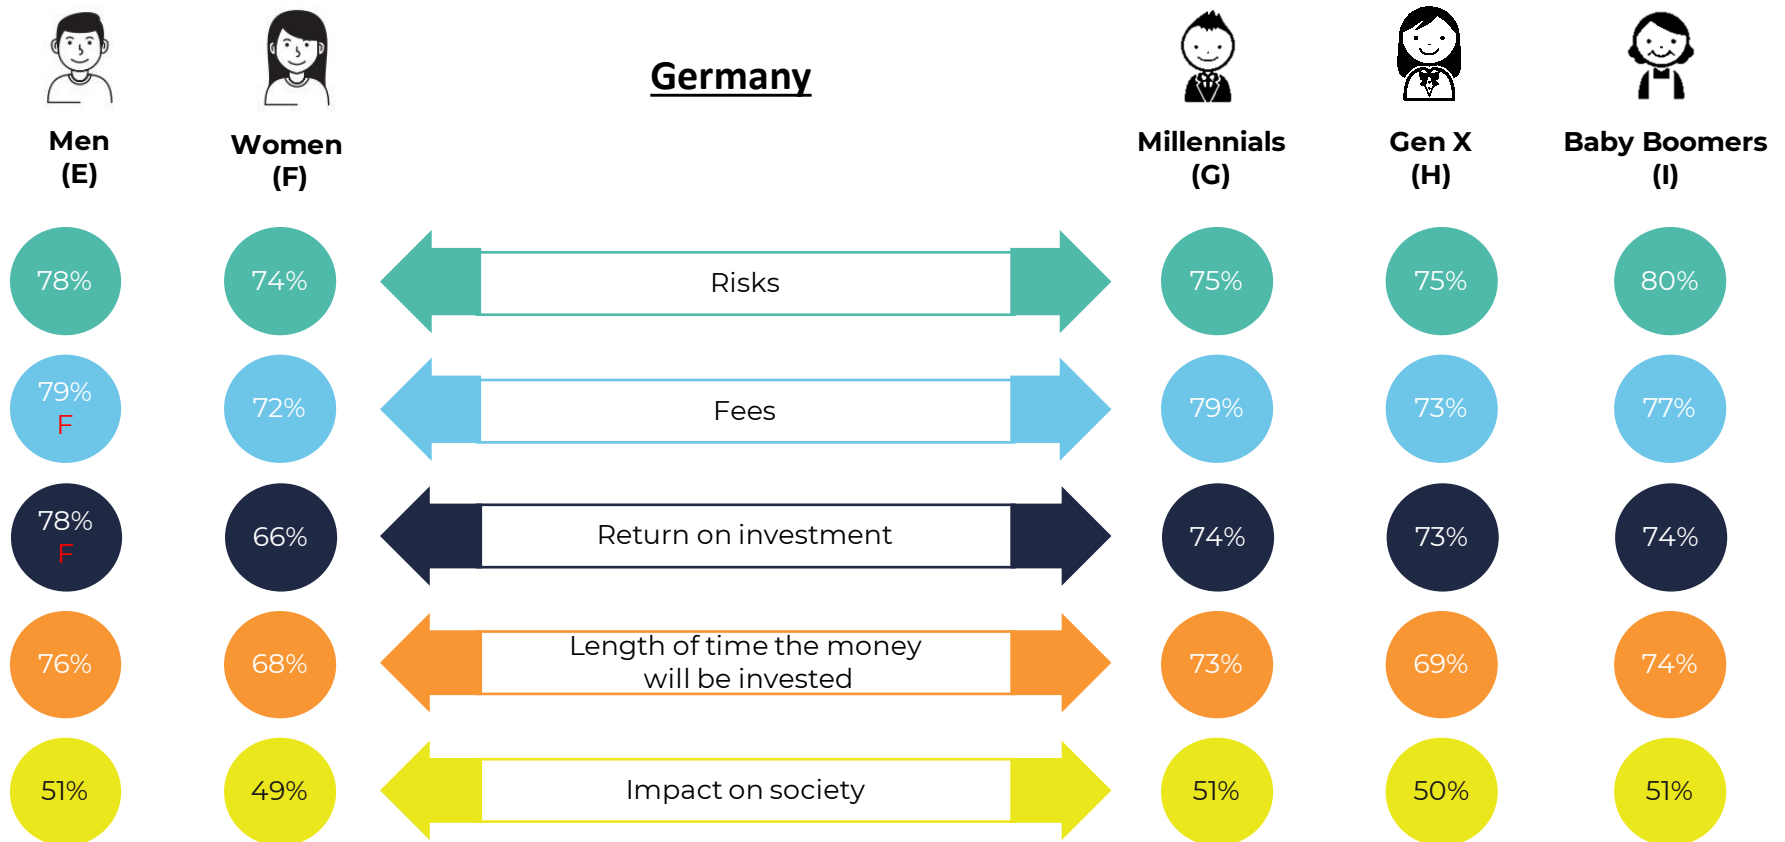 Germany
Men
(E)
Women
(F)
Millennials
(G)
Gen X
(H)
Baby Boomers
(I)
78%
74%
Risks
75%
75%
80%
79%
F
72%
Fees
79%
73%
77%
78%
F
66%
Return on investment
74%
73%
74%
76%
68%
Length of time the money
will be invested
73%
69%
74%
51%
49%
Impact on society
51%
50%
51%